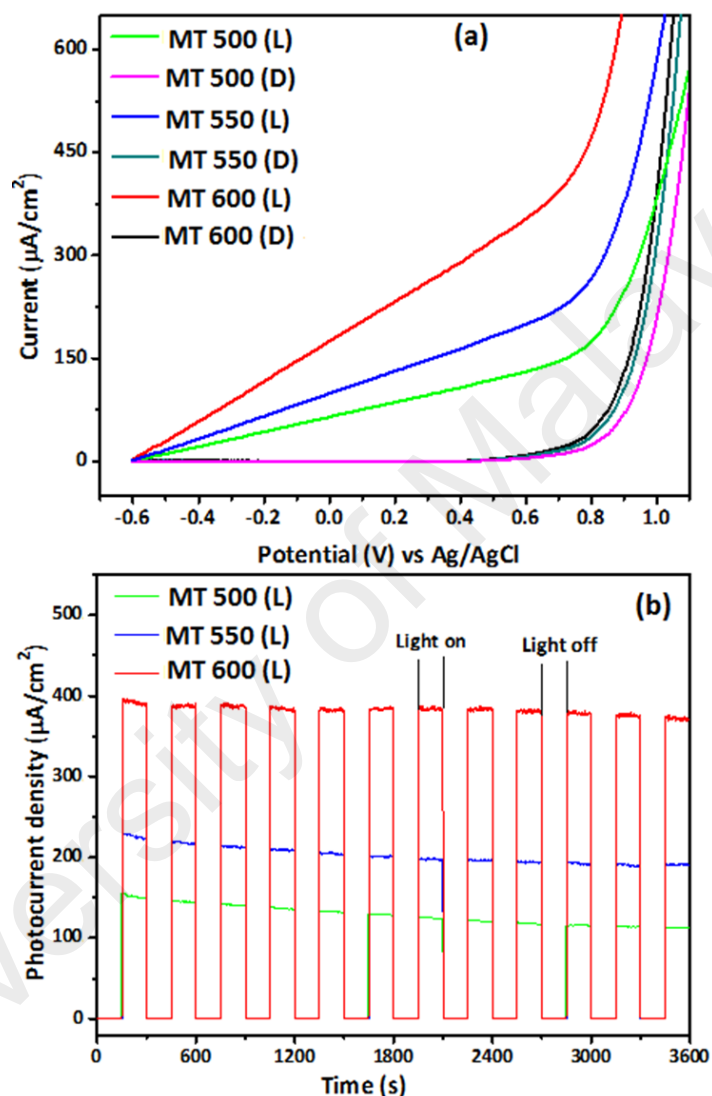 600
450
300
150
0
Current (µA/cm²)
MT 500 (L)
MT 500 (D)
MT 550 (L)
MT 550 (D)
MT 600 (L)
MT 600 (D)
(a)
-0.6 -0.4 -0.2 0.0 0.2 0.4 0.6 0.8 1.0
Potential (V) vs Ag/AgCl
500
400
300
200
100
0
Photocurrent density (µA/cm²)
MT 500 (L)
MT 550 (L)
MT 600 (L)
(b)
Light on
Light off
0 600 1200 1800 2400 3000 3600
Time (s)
versity of Malay